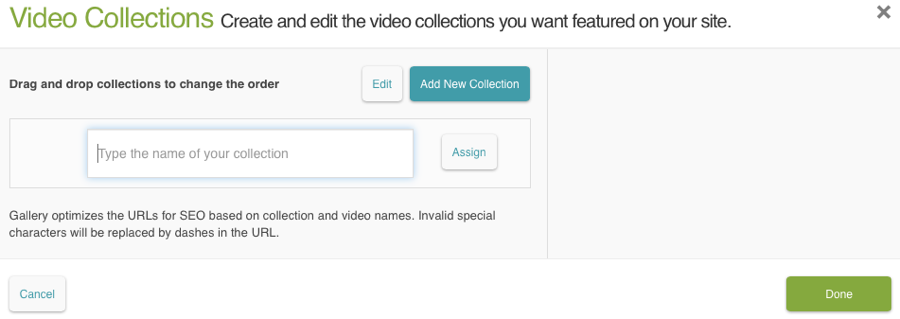 Video Collections Create and edit the video collections you want featured on your site.
Drag and drop collections to change the order
Edit
Add New Collection
Type the name of your collection
Assign
Gallery optimizes the URLs for SEO based on collection and video names. Invalid special
characters will be replaced by dashes in the URL.
Cancel
Done